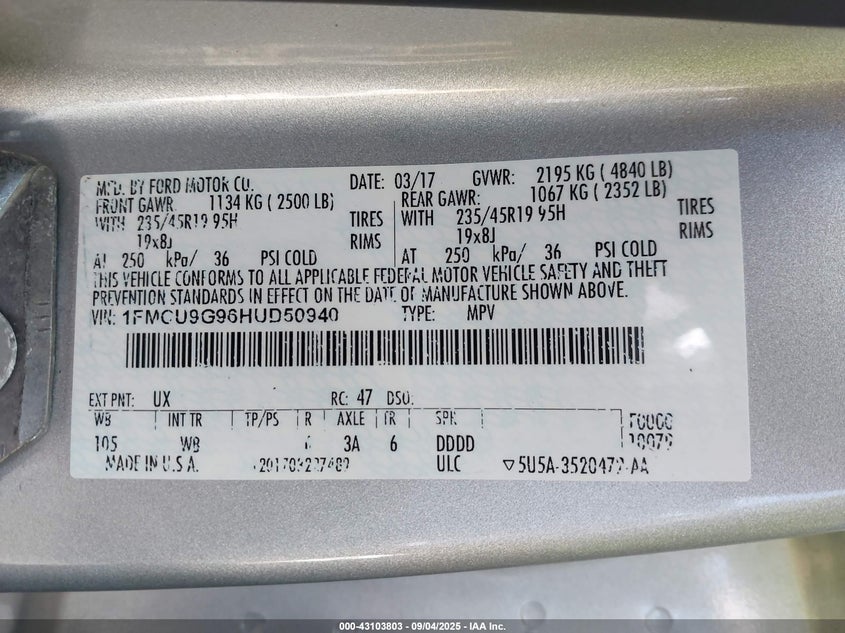 MFD. BY FORD MOTOR CO. DATE: 03/17 GVWR: 2195 KG ( 4840 LB)
FRONT GAWR: 1134 KG ( 2500 LB) REAR GAWR: 1067 KG ( 2352 LB)
WITH 235/45R19 95H TIRES WITH 235/45R19 95H TIRES
19x8J RIMS 19x8J RIMS
AT 250 kPa/ 36 PSI COLD AT 250 kPa/ 36 PSI COLD
THIS VEHICLE CONFORMS TO ALL APPLICABLE FEDERAL MOTOR VEHICLE SAFETY AND THEFT
PREVENTION STANDARDS IN EFFECT ON THE DATE OF MANUFACTURE SHOWN ABOVE.
VIN: 1FMCU9G96HUD50940 TYPE: MPV
EXT PNT: UX RC: 47 DSO:
WB INT TR TP/PS R AXLE TR SPR
105 WB 3A 6 DDDD
MADE IN U.S.A. ULC
000-43103803 - 09/04/2025 - IAA Inc.